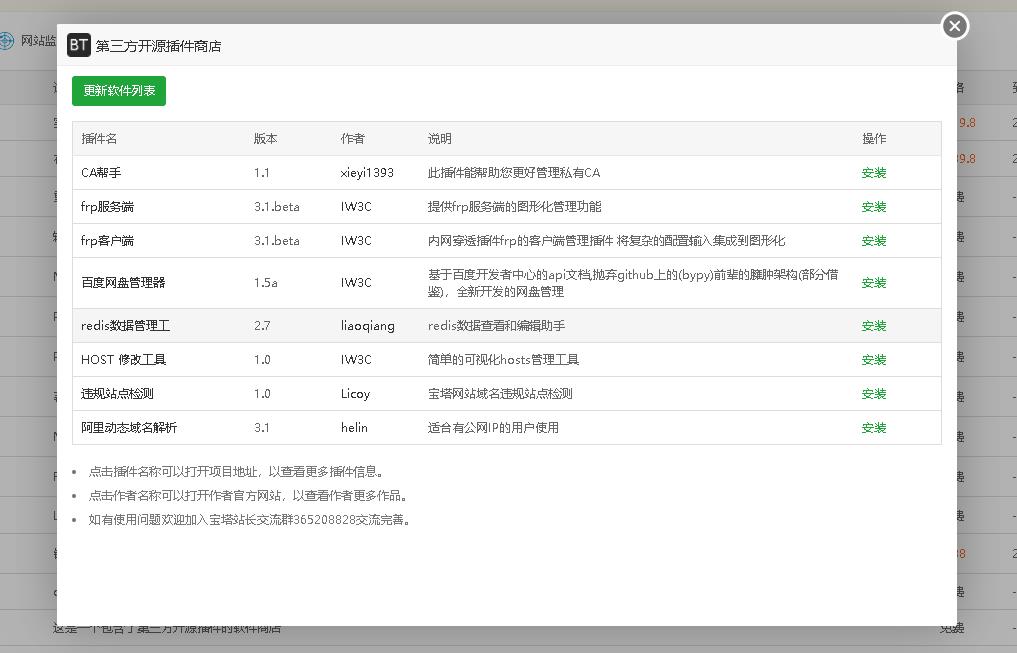 网站监
BT 第三方开源插件商店
更新软件列表
插件名 版本 作者 说明 操作
CA帮手 1.1 xieyi1393 此插件能帮助您更好管理私有CA 安装
frp服务端 3.1.beta IW3C 提供frp服务端的图形化管理功能 安装
frp客户端 3.1.beta IW3C 内网穿透插件frp的客户端管理插件 将复杂的配置输入集成到图形化 安装
百度网盘管理器 1.5a IW3C 基于百度开发者中心的api文档,抛弃github上的(bypy)前辈的臃肿架构(部分借
鉴)，全新开发的网盘管理 安装
redis数据管理工 2.7 liaoqiang redis数据查看和编辑助手 安装
HOST 修改工具 1.0 IW3C 简单的可视化hosts管理工具 安装
违规站点检测 1.0 Licoy 宝塔网站域名违规站点检测 安装
阿里动态域名解析 3.1 helin 适合有公网IP的用户使用 安装
• 点击插件名称可以打开项目地址，以查看更多插件信息。
• 点击作者名称可以打开作者官方网站，以查看作者更多作品。
• 如有使用问题欢迎加入宝塔站长交流群365208828交流完善。
9.8
39.8
这是一个包含了第三方开源插件的软件商店 免费